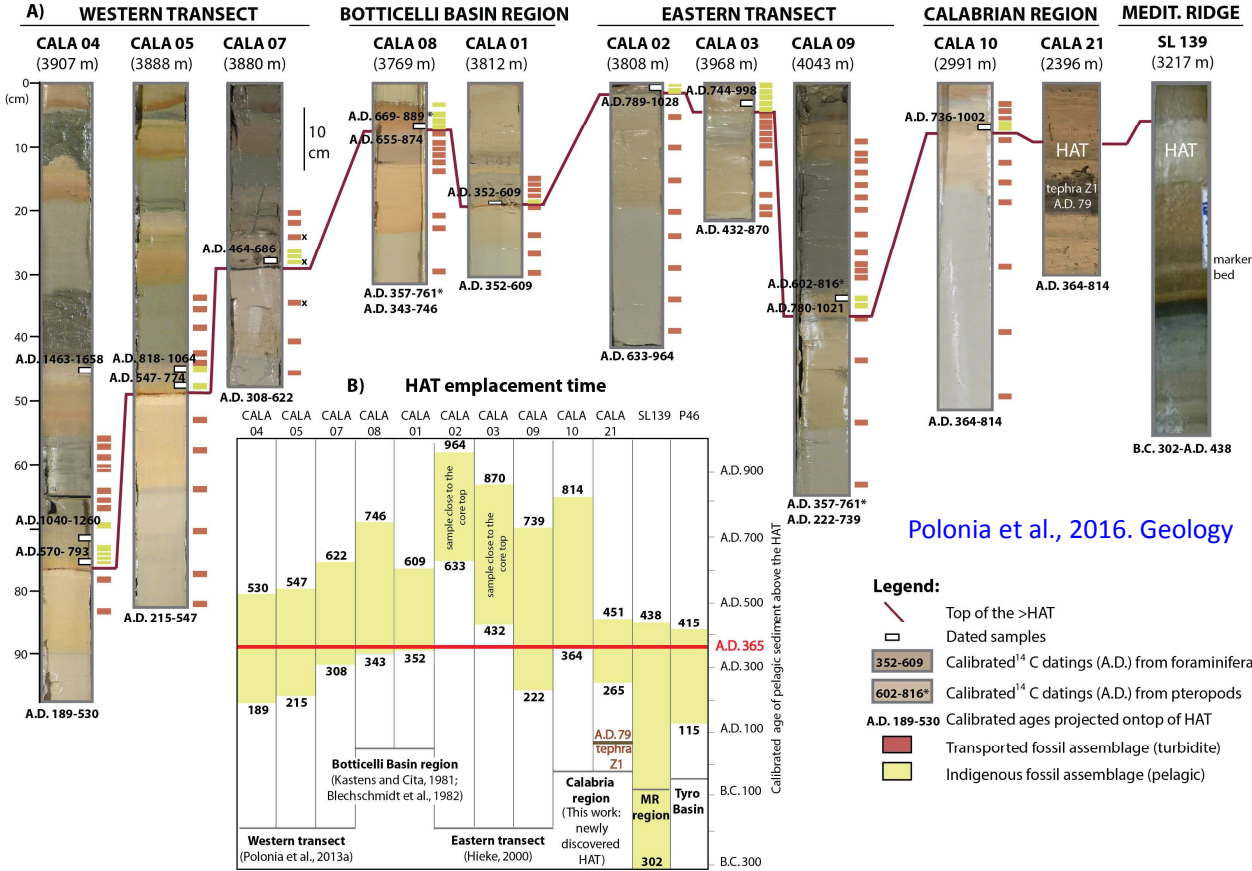 A)
WESTERN TRANSECT
BOTTICELLI BASIN REGION
EASTERN TRANSECT
CALABRIAN REGION
MEDIT. RIDGE
CALA 04
(3907 m)
CALA 05
(3888 m)
CALA 07
(3880 m)
CALA 08
(3769 m)
CALA 01
(3812 m)
CALA 02
(3808 m)
CALA 03
(3968 m)
CALA 09
(4043 m)
CALA 10
(2991 m)
CALA 21
(2396 m)
SL 139
(3217 m)
0
(cm)
10
20
30
40
50
60
80
90
10
cm
A.D. 1463-1658
A.D. 1040-1260
A.D. 570- 793
A.D. 189-530
A.D. 818- 1064
A.D. 547- 774
A.D. 215-547
A.D. 464-686
x
x
x
A.D. 308-622
A.D. 669- 889 *
A.D. 655-874
A.D. 357-761*
A.D. 343-746
A.D. 352-609
A.D. 352-609
A.D. 789-1028
A.D. 633-964
A.D. 744-998
A.D. 432-870
A.D. 602-816*
A.D. 780-1021
A.D. 357-761*
A.D. 222-739
A.D. 736-1002
A.D. 364-814
HAT
tephra Z1
A.D. 79
A.D. 364-814
HAT
marker
bed
B.C. 302-A.D. 438
B)
HAT emplacement time
CALA
04
CALA
05
CALA
07
CALA
08
CALA
01
CALA
02
CALA
03
CALA
09
CALA
10
CALA
21
SL139
P46
530
189
547
215
622
308
746
343
609
352
964
sample close to the
core top
633
870
sample close to the
core top
432
739
222
814
364
451
265
A.D. 79
tephra
Z1
438
302
415
115
A.D. 900
A.D. 700
A.D. 500
A.D. 365
A.D. 300
A.D. 100
B.C. 100
B.C. 300
Calibrated age of pelagic sediment above the HAT
Western transect
(Polonia et al., 2013a)
Botticelli Basin region
(Kastens and Cita, 1981;
Blechschmidt et al., 1982)
Eastern transect
(Hieke, 2000)
Calabria
region
(This work:
newly
discovered
HAT)
MR
region
Tyro
Basin
Polonia et al., 2016. Geology
Legend:
Top of the >HAT
Dated samples
352-609
Calibrated14 C datings (A.D.) from foraminifera
602-816*
Calibrated14 C datings (A.D.) from pteropods
A.D. 189-530
Calibrated ages projected ontop of HAT
Transported fossil assemblage (turbidite)
Indigenous fossil assemblage (pelagic)